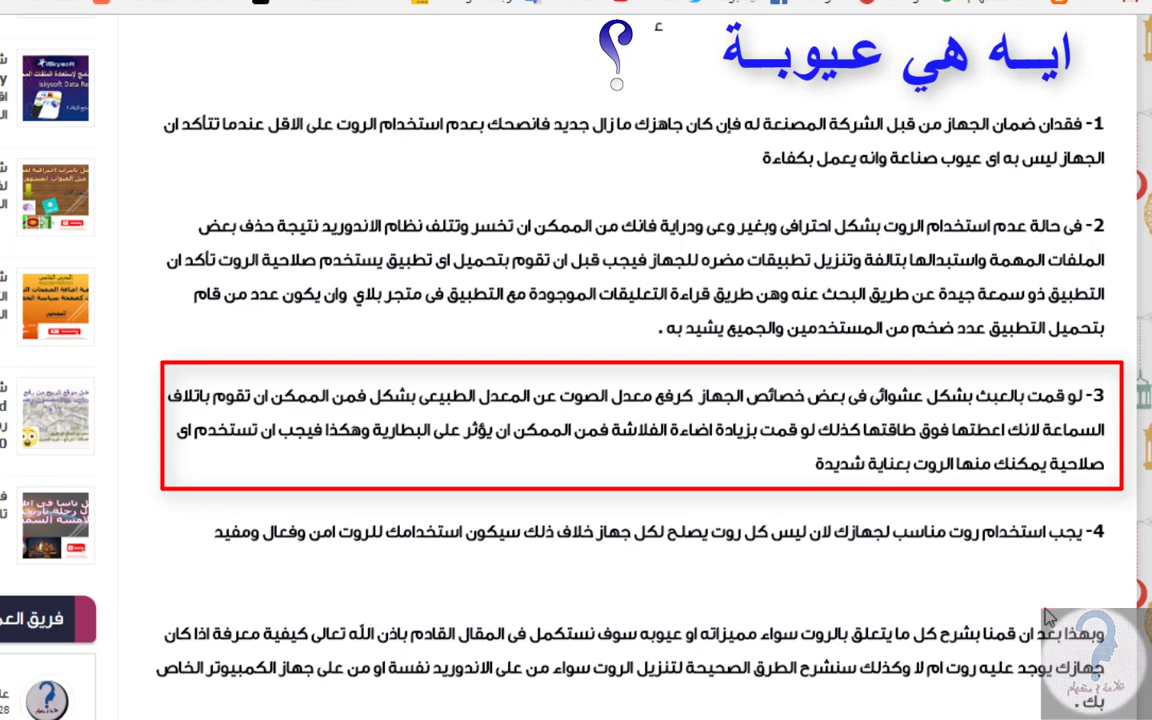 ايه هي عيوبة ؟
1- فقدان ضمان الجهاز من قبل الشركة المصنعة له فإن كان جاهزك ما زال جديد فانصحك بعدم استخدام الروت على الاقل عندما تتأكد ان
الجهاز ليس به اى عيوب صناعة وانه يعمل بكفاءة
2- فى حالة عدم استخدام الروت بشكل احترافى وبغير وعى ودراية فانك من الممكن ان تخسر وتتلف نظام الاندوريد نتيجة حذف بعض
الملفات المهمة واستبدالها بتالفة وتنزيل تطبيقات مضره للجهاز فيجب قبل ان تقوم بتحميل اى تطبيق يستخدم صلاحية الروت تأكد ان
التطبيق ذو سمعة جيدة عن طريق البحث عنه وهن طريق قراءة التعليقات الموجودة مع التطبيق فى متجر بلاي وان يكون عدد من قام
بتحميل التطبيق عدد ضخم من المستخدمين والجميع يشيد به .
3- لو قمت بالعبث بشكل عشوائى فى بعض خصائص الجهاز كرفع معدل الصوت عن المعدل الطبيعى بشكل فمن الممكن ان تقوم باتلاف
السماعة لانك اعطتها فوق طاقتها كذلك لو قمت بزيادة اضاءة الفلاشة فمن الممكن ان يؤثر على البطارية وهكذا فيجب ان تستخدم اى
صلاحية يمكنك منها الروت بعناية شديدة
4- يجب استخدام روت مناسب لجهازك لان ليس كل روت يصلح لكل جهاز خلاف ذلك سيكون استخدامك للروت امن وفعال ومفيد
وبهذا بعد ان قمنا بشرح كل ما يتعلق بالروت سواء مميزاته او عيوبه سوف نستكمل فى المقال القادم باذن الله تعالى كيفية معرفة اذا كان
جهازك يوجد عليه روت ام لا وكذلك سنشرح الطرق الصحيحة لتنزيل الروت سواء من على الاندوريد نفسة او من على جهاز الكمبيوتر الخاص
بك .
iSkysoft
فريق العم
علامة استفهام